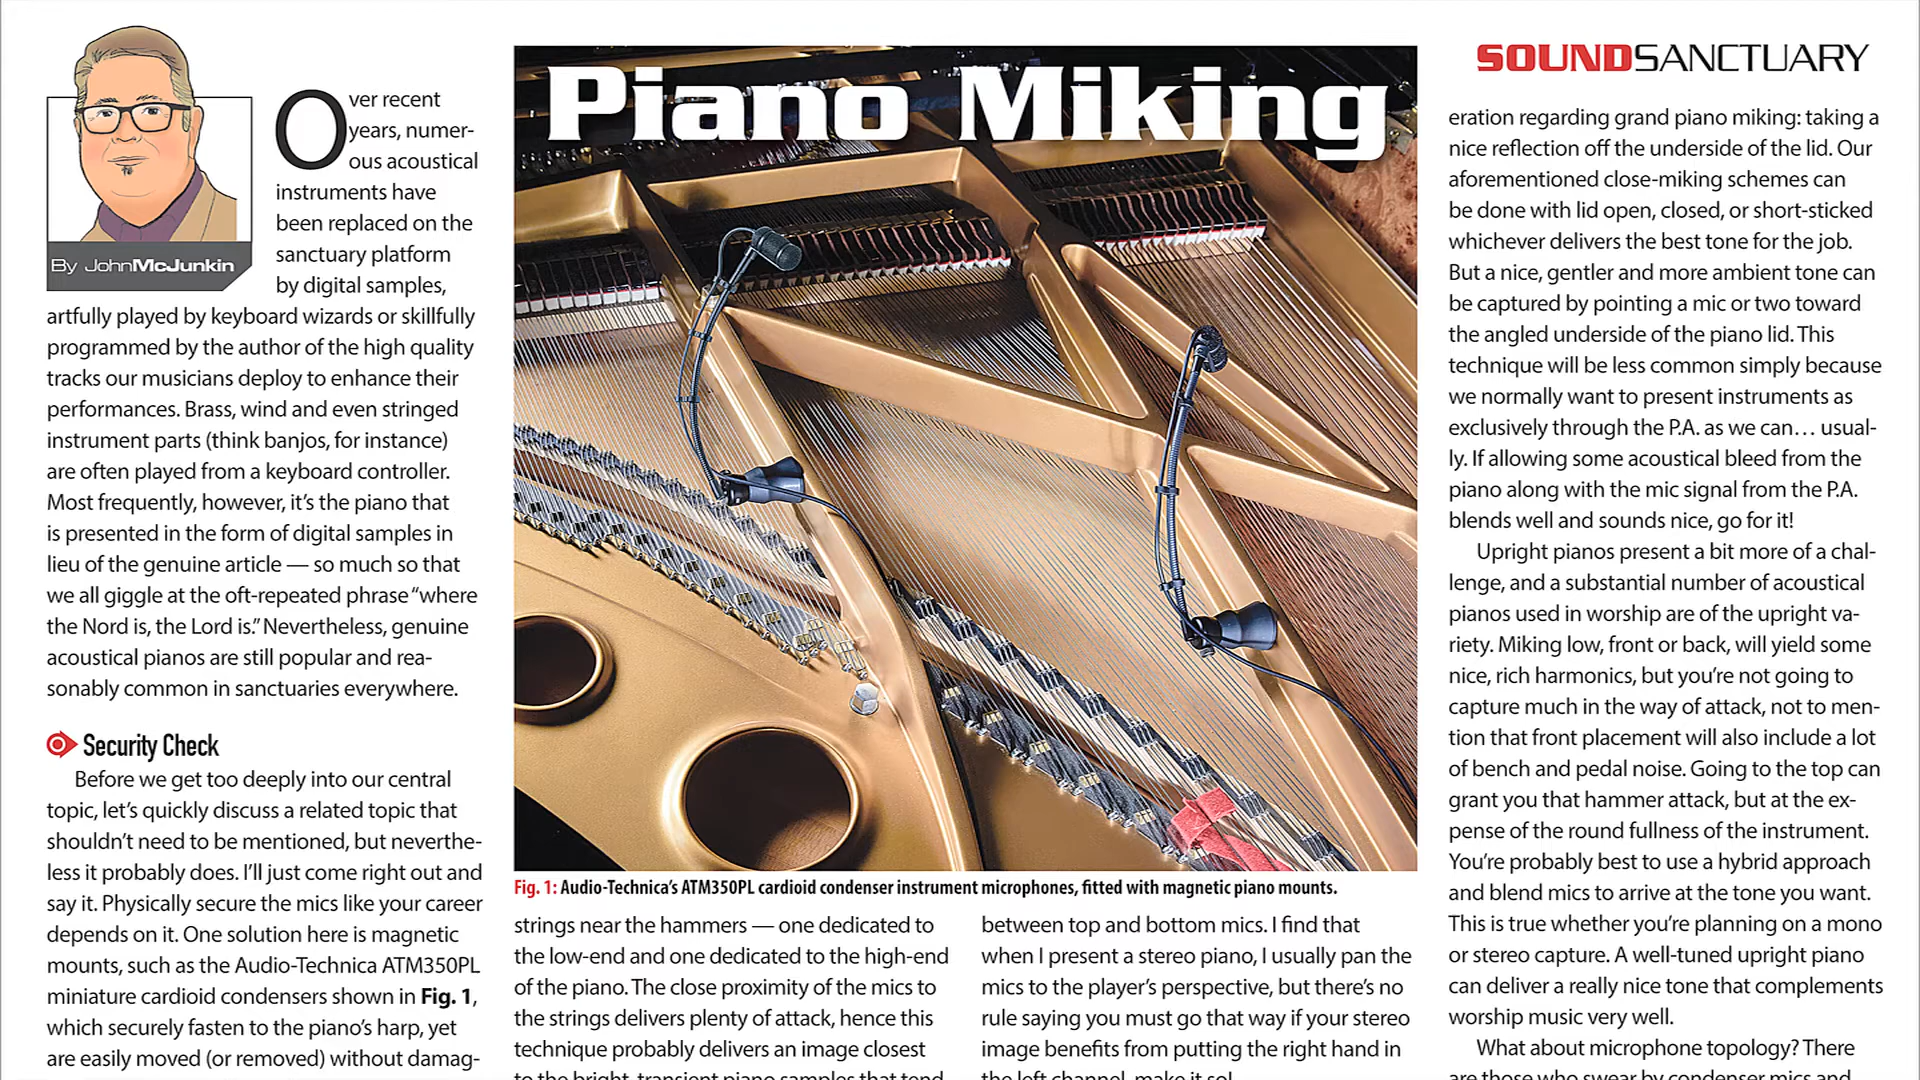 Piano Miking
SOUNDSANCTUARY
By JohnMcJunkin
Over recent
years, numer-
ous acoustical
instruments have
been replaced on the
sanctuary platform
by digital samples,
artfully played by keyboard wizards or skillfully
programmed by the author of the high quality
tracks our musicians deploy to enhance their
performances. Brass, wind and even stringed
instrument parts (think banjos, for instance)
are often played from a keyboard controller.
Most frequently, however, it’s the piano that
is presented in the form of digital samples in
lieu of the genuine article — so much so that
we all giggle at the oft-repeated phrase “where
the Nord is, the Lord is.” Nevertheless, genuine
acoustical pianos are still popular and rea-
sonably common in sanctuaries everywhere.
Security Check
Before we get too deeply into our central
topic, let’s quickly discuss a related topic that
shouldn’t need to be mentioned, but neverthe-
less it probably does. I’ll just come right out and
say it. Physically secure the mics like your career
depends on it. One solution here is magnetic
mounts, such as the Audio-Technica ATM350PL
miniature cardioid condensers shown in Fig. 1,
which securely fasten to the piano’s harp, yet
are easily moved (or removed) without damag-
Fig. 1: Audio-Technica’s ATM350PL cardioid condenser instrument microphones, fitted with magnetic piano mounts.
strings near the hammers — one dedicated to
the low-end and one dedicated to the high-end
of the piano. The close proximity of the mics to
the strings delivers plenty of attack, hence this
technique probably delivers an image closest
to the bright, transient piano samples that tend
between top and bottom mics. I find that
when I present a stereo piano, I usually pan the
mics to the player’s perspective, but there’s no
rule saying you must go that way if your stereo
image benefits from putting the right hand in
the left channel, make it so!
eration regarding grand piano miking: taking a
nice reflection off the underside of the lid. Our
aforementioned close-miking schemes can
be done with lid open, closed, or short-sticked
whichever delivers the best tone for the job.
But a nice, gentler and more ambient tone can
be captured by pointing a mic or two toward
the angled underside of the piano lid. This
technique will be less common simply because
we normally want to present instruments as
exclusively through the P.A. as we can… usual-
ly. If allowing some acoustical bleed from the
piano along with the mic signal from the P.A.
blends well and sounds nice, go for it!
Upright pianos present a bit more of a chal-
lenge, and a substantial number of acoustical
pianos used in worship are of the upright va-
riety. Miking low, front or back, will yield some
nice, rich harmonics, but you’re not going to
capture much in the way of attack, not to men-
tion that front placement will also include a lot
of bench and pedal noise. Going to the top can
grant you that hammer attack, but at the ex-
pense of the round fullness of the instrument.
You’re probably best to use a hybrid approach
and blend mics to arrive at the tone you want.
This is true whether you’re planning on a mono
or stereo capture. A well-tuned upright piano
can deliver a really nice tone that complements
worship music very well.
What about microphone topology? There
are those who swear by condenser mics and